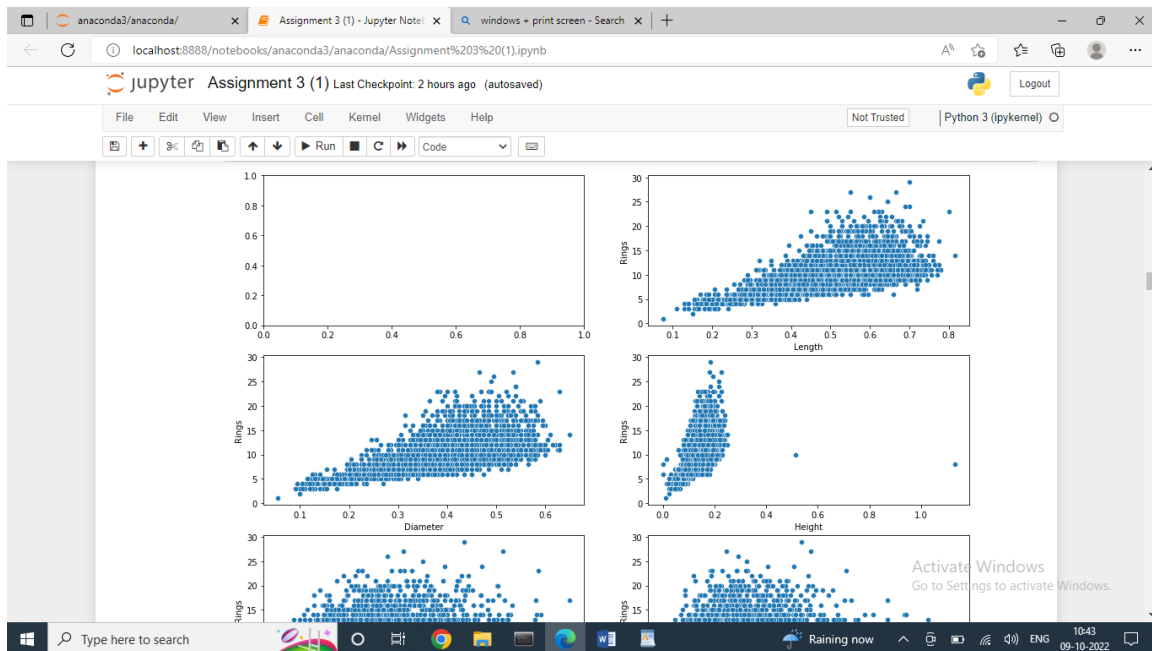 anaconda3/anaconda/
Assignment 3 (1) - Jupyter Noteb
windows + print screen - Search
localhost:8888/notebooks/anaconda3/anaconda/Assignment%203%20(1).ipynb
jupyter Assignment 3 (1) Last Checkpoint: 2 hours ago (autosaved)
Logout
File Edit View Insert Cell Kernel Widgets Help
Not Trusted
Python 3 (ipykernel)
Run
Code
1.0
0.8
0.6
0.4
0.2
0.0
0.0 0.2 0.4 0.6 0.8 1.0
30
25
20
15
10
5
0
Rings
0.1 0.2 0.3 0.4 0.5 0.6 0.7 0.8
Length
30
25
20
15
10
5
0
Rings
0.1 0.2 0.3 0.4 0.5 0.6
Diameter
30
25
20
15
10
5
0
Rings
0.0 0.2 0.4 0.6 0.8 1.0
Height
30
25
20
15
Rings
30
25
20
15
Rings
Activate Windows
Go to Settings to activate Windows.
Type here to search
Raining now
ENG
10:43
09-10-2022